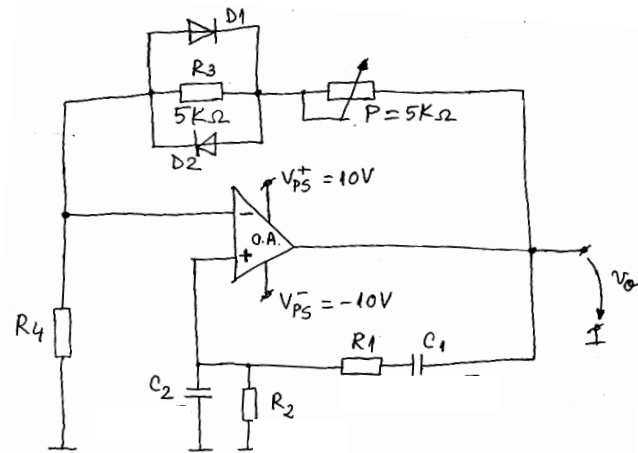 D1
R3
5KΩ
D2
P=5KΩ
V⁺PS=10V
-
O.A.
+
V⁻PS=-10V
vo
R4
R1
C1
C2
R2